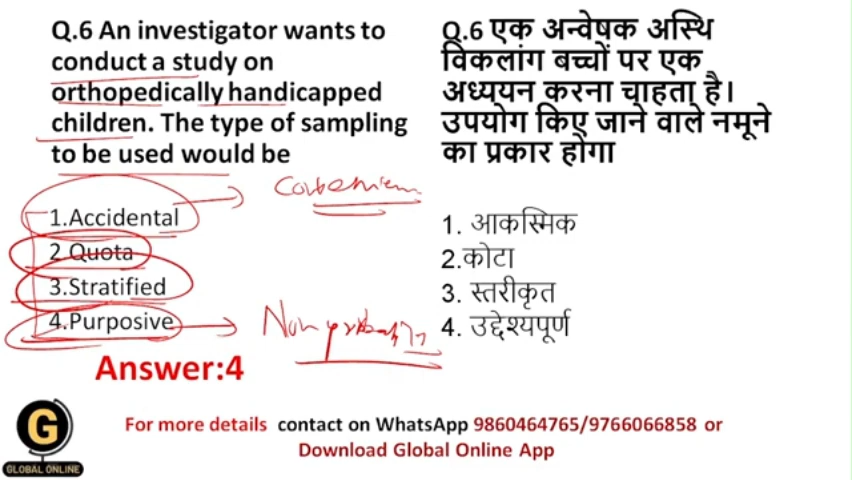 Q.6 An investigator wants to
conduct a study on
orthopedically handicapped
children. The type of sampling
to be used would be
1.Accidental
2.Quota
3.Stratified
4.Purposive
Answer:4
Q.6 एक अन्वेषक अस्थि
विकलांग बच्चों पर एक
अध्ययन करना चाहता है।
उपयोग किए जाने वाले नमूने
का प्रकार होगा
1. आकस्मिक
2.कोटा
3. स्तरीकृत
4. उद्देश्यपूर्ण
G
GLOBAL ONLINE
For more details contact on WhatsApp 9860464765/9766066858 or
Download Global Online App